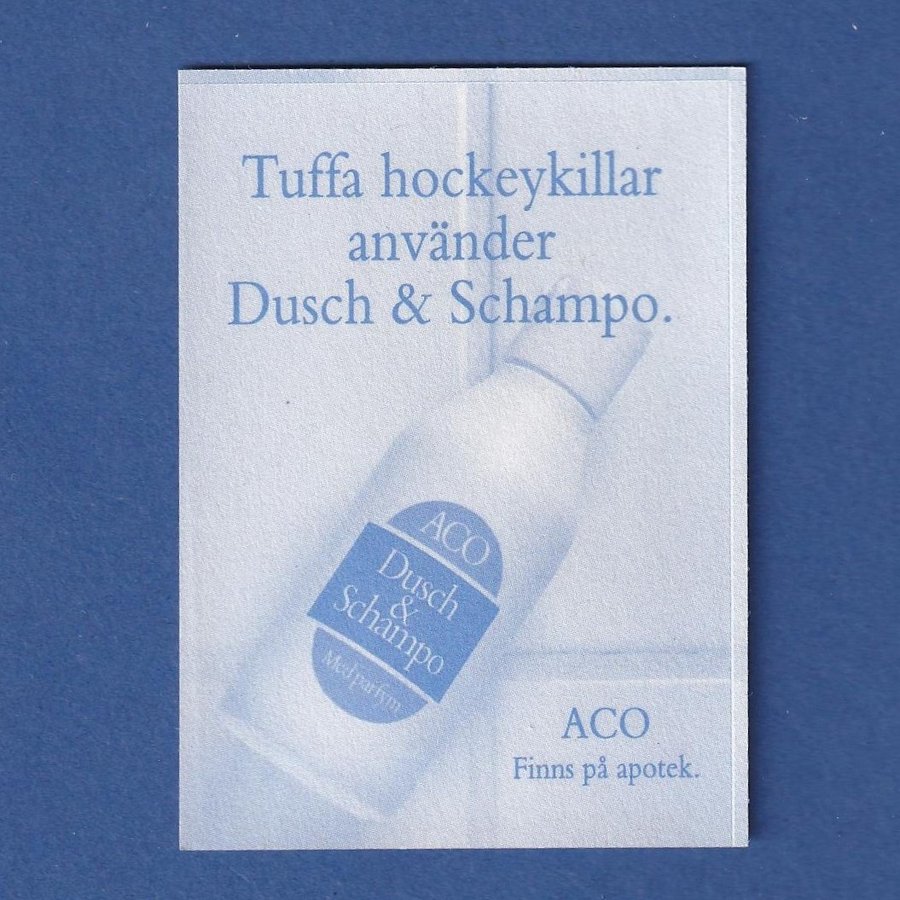 Tuffa hockeykillar
använder
Dusch & Schampo.
ACO
Dusch
&
Schampo
Med parfym
ACO
Finns på apotek.